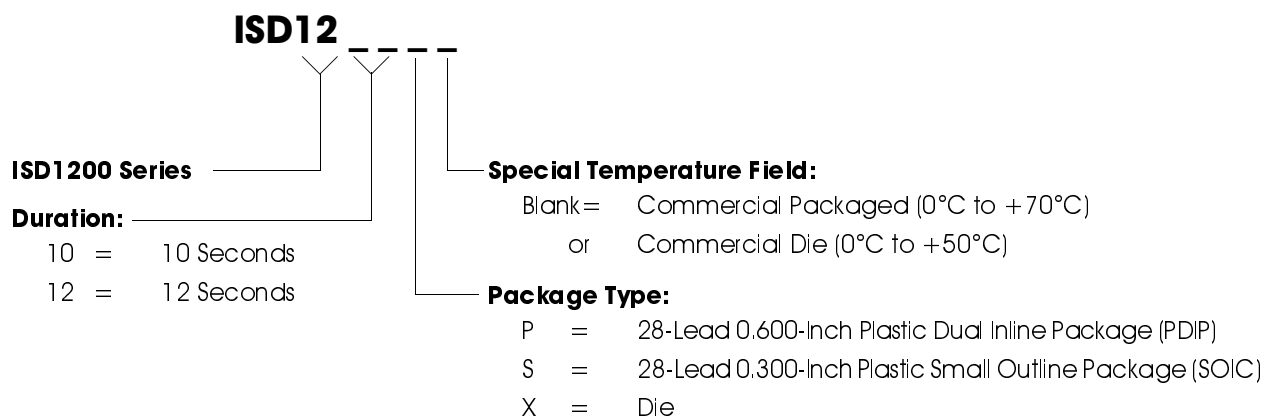 ISD12 _ _ _ _
ISD1200 Series
Duration:
10 = 10 Seconds
12 = 12 Seconds
Special Temperature Field:
Blank= Commercial Packaged (0°C to +70°C)
or Commercial Die (0°C to +50°C)
Package Type:
P = 28-Lead 0.600-Inch Plastic Dual Inline Package (PDIP)
S = 28-Lead 0.300-Inch Plastic Small Outline Package (SOIC)
X = Die